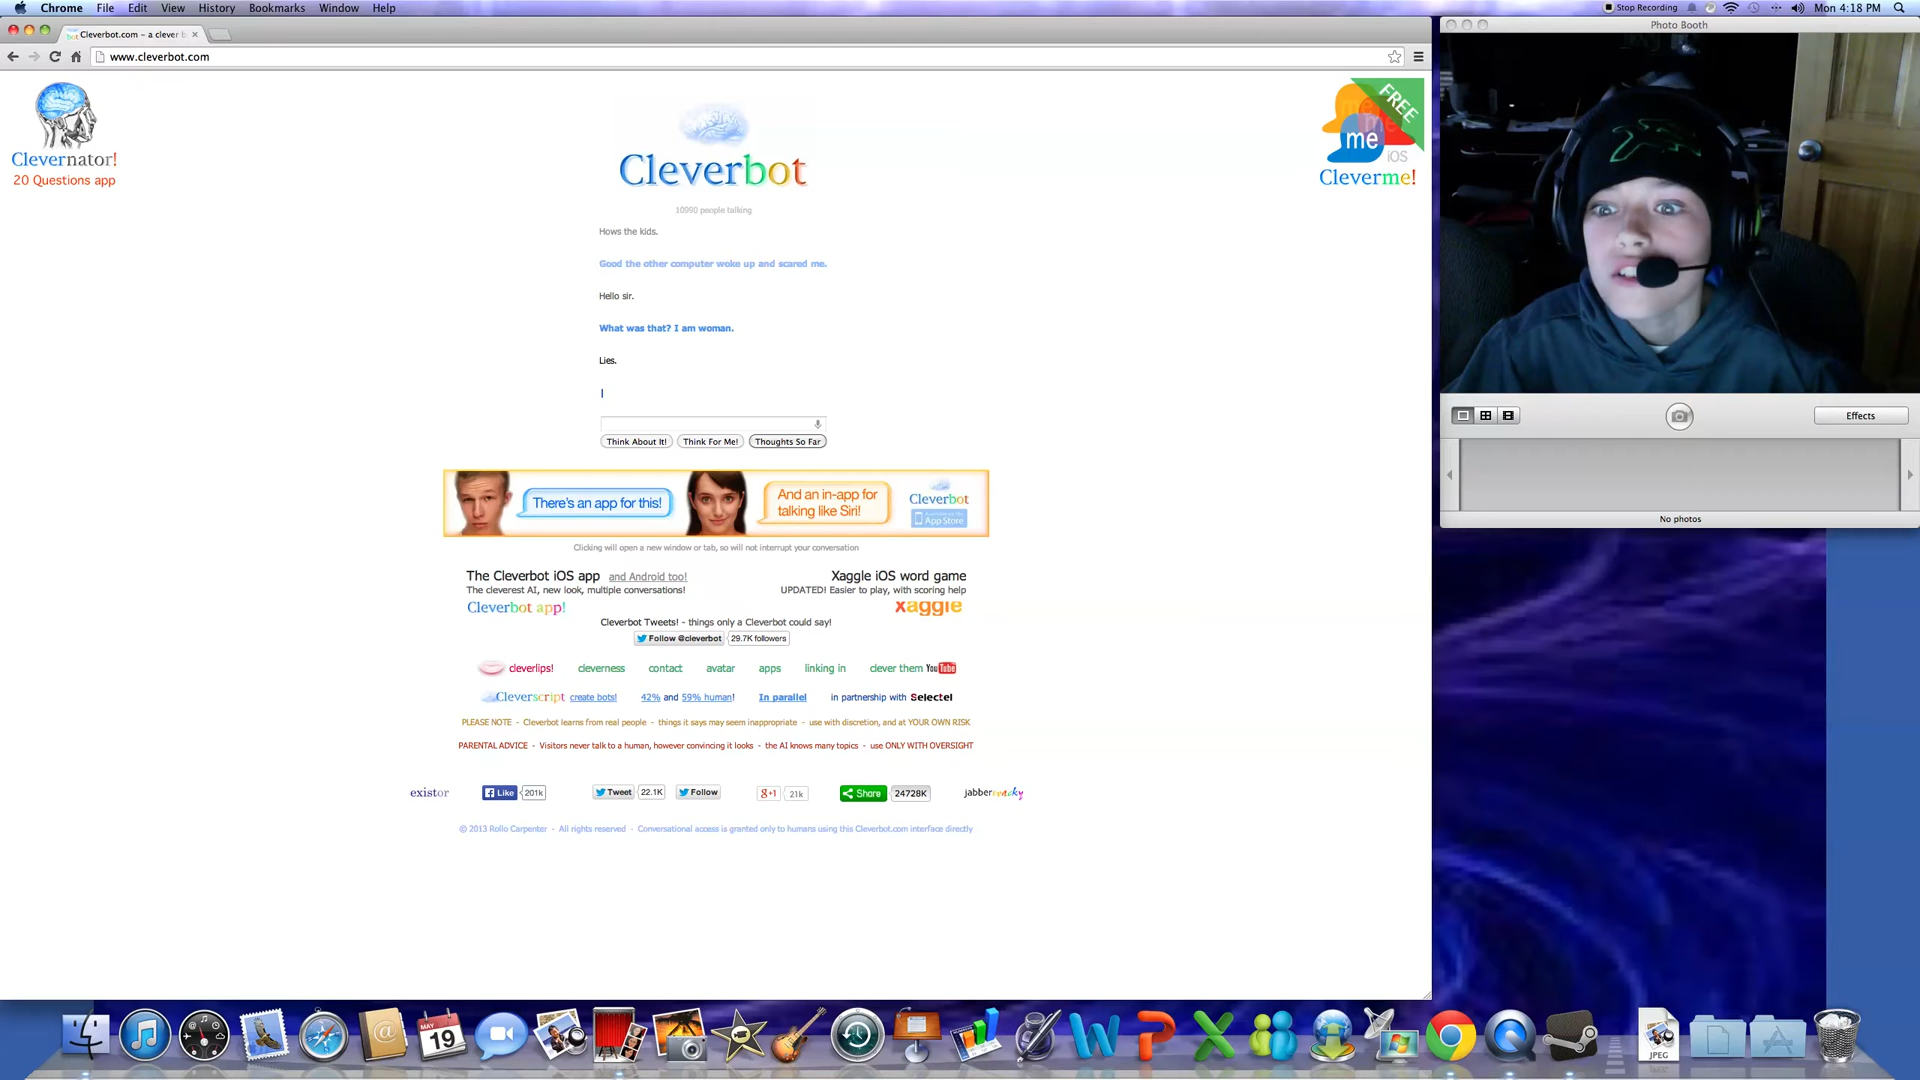 Chrome File Edit View History Bookmarks Window Help
Stop Recording Mon 4:18 PM
Cleverbot.com – a clever b
Photo Booth
www.cleverbot.com
Clevernator!
20 Questions app
Cleverbot
FREE
me
iOS
Cleverme!
10990 people talking
Hows the kids.
Good the other computer woke up and scared me.
Hello sir.
What was that? I am woman.
Lies.
Think About It! Think For Me! Thoughts So Far
Effects
No photos
There's an app for this!
And an in-app for
talking like Siri!
Cleverbot
App Store
Clicking will open a new window or tab, so will not interrupt your conversation
The Cleverbot iOS app and Android too!
The cleverest AI, new look, multiple conversations!
Cleverbot app!
Xaggle iOS word game
UPDATED! Easier to play, with scoring help
xaggle
Cleverbot Tweets! - things only a Cleverbot could say!
Follow @cleverbot 29.7K followers
cleverlips! cleverness contact avatar apps linking in clever them YouTube
Cleverscript create bots! 42% and 59% human! In parallel in partnership with Selectel
PLEASE NOTE - Cleverbot learns from real people - things it says may seem inappropriate - use with discretion, and at YOUR OWN RISK
PARENTAL ADVICE - Visitors never talk to a human, however convincing it looks - the AI knows many topics - use ONLY WITH OVERSIGHT
existor Like 201k Tweet 22.1K Follow g+1 21k Share 24728K jabberwacky
© 2013 Rollo Carpenter - All rights reserved - Conversational access is granted only to humans using this Cleverbot.com interface directly
MAY
19
JPEG